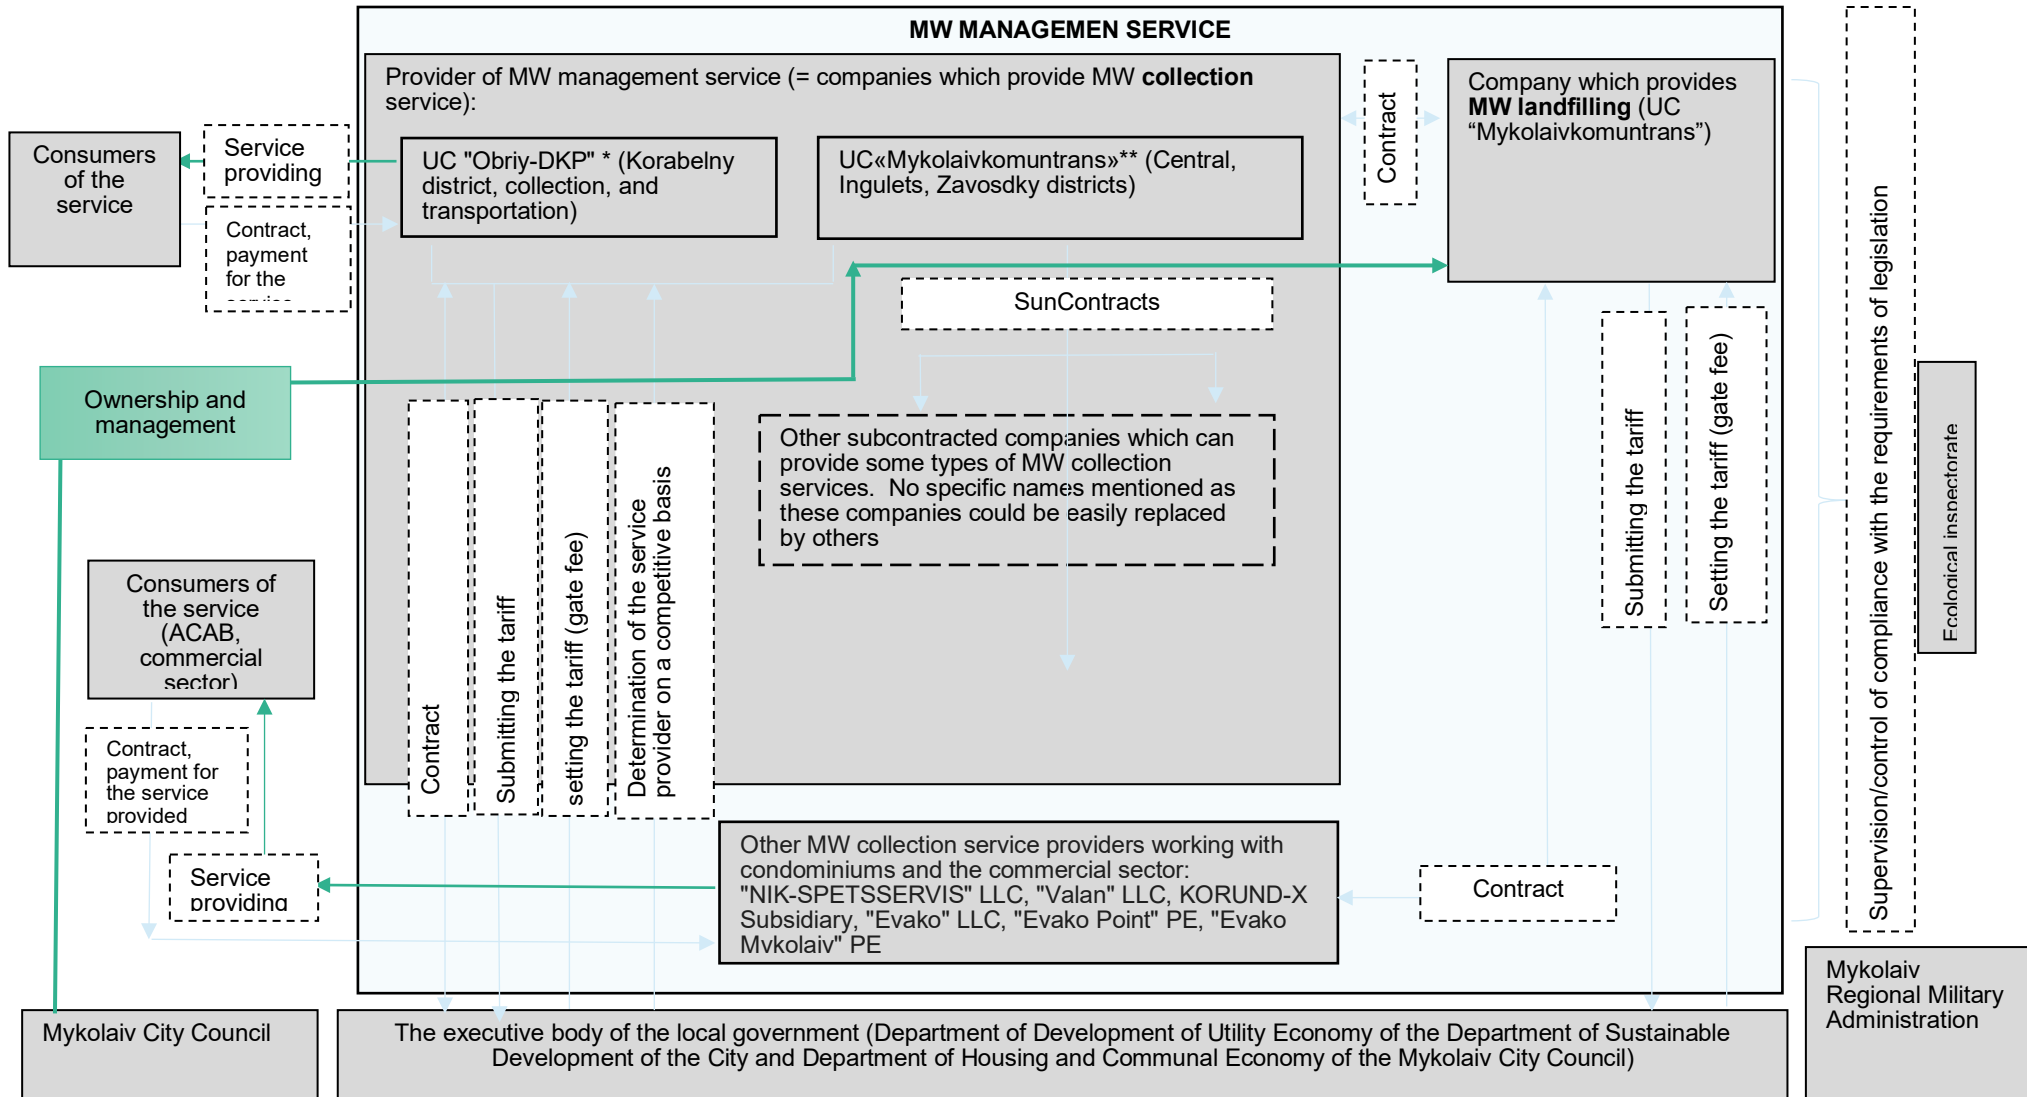 MW MANAGEMEN SERVICE
Provider of MW management service (= companies which provide MW collection
service):
Contract
Company which provides
MW landfilling (UC
“Mykolaivkomuntrans”)
Consumers
of the
service
Service
providing
Contract,
payment
for the
service
UC "Obriy-DKP" * (Korabelny
district, collection, and
transportation)
UC«Mykolaivkomuntrans»** (Central,
Ingulets, Zavosdky districts)
SunContracts
Ownership and
management
Other subcontracted companies which can
provide some types of MW collection
services.  No specific names mentioned as
these companies could be easily replaced
by others
Contract
Submitting the tariff
setting the tariff (gate fee)
Determination of the service
provider on a competitive basis
Submitting the tariff
Setting the tariff (gate fee)
Supervision/control of compliance with the requirements of legislation
Ecological inspectorate
Consumers of
the service
(ACAB,
commercial
sector)
Contract,
payment for
the service
provided
Service
providing
Other MW collection service providers working with
condominiums and the commercial sector:
"NIK-SPETSSERVIS" LLC, "Valan" LLC, KORUND-X
Subsidiary, "Evako" LLC, "Evako Point" PE, "Evako
Mykolaiv" PE
Contract
Mykolaiv City Council
The executive body of the local government (Department of Development of Utility Economy of the Department of Sustainable
Development of the City and Department of Housing and Communal Economy of the Mykolaiv City Council)
Mykolaiv
Regional Military
Administration